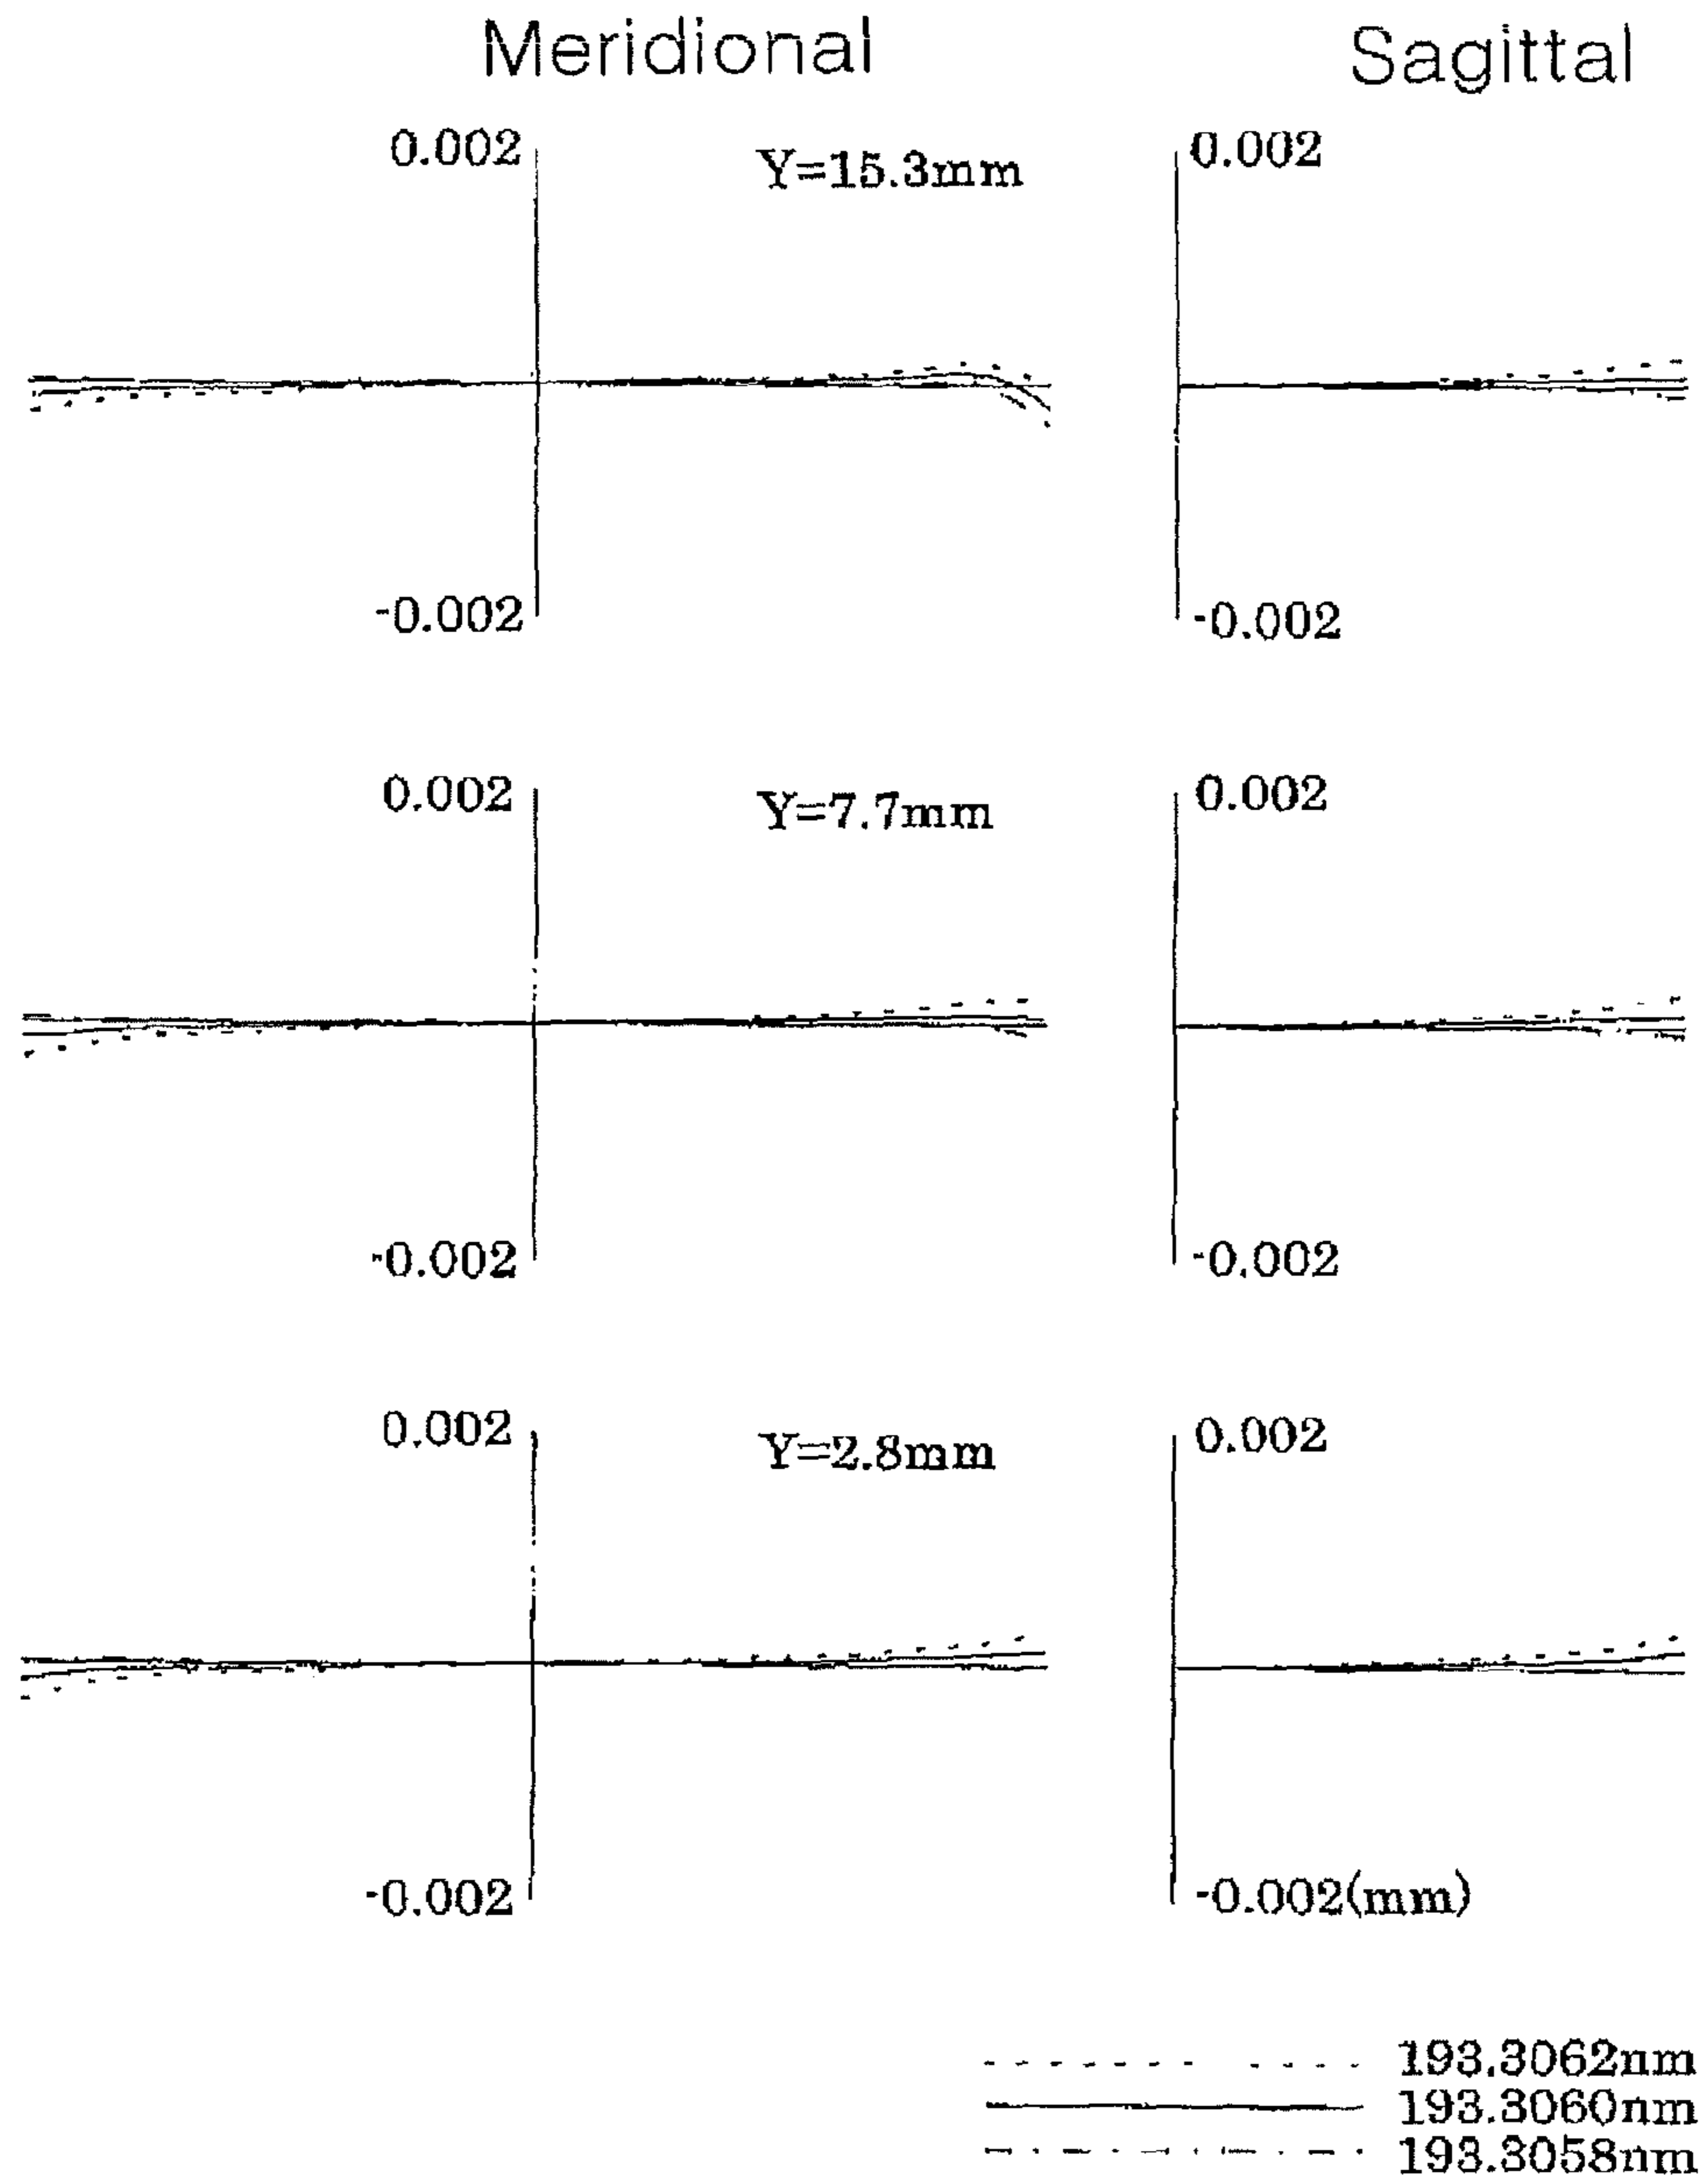 Meridional Sagittal
0.002 Y=15.3mm 0.002
-0.002 -0.002
0.002 Y=7.7mm 0.002
-0.002 -0.002
0.002 Y=2.8mm 0.002
-0.002 -0.002(mm)
193.3062nm
193.3060nm
193.3058nm